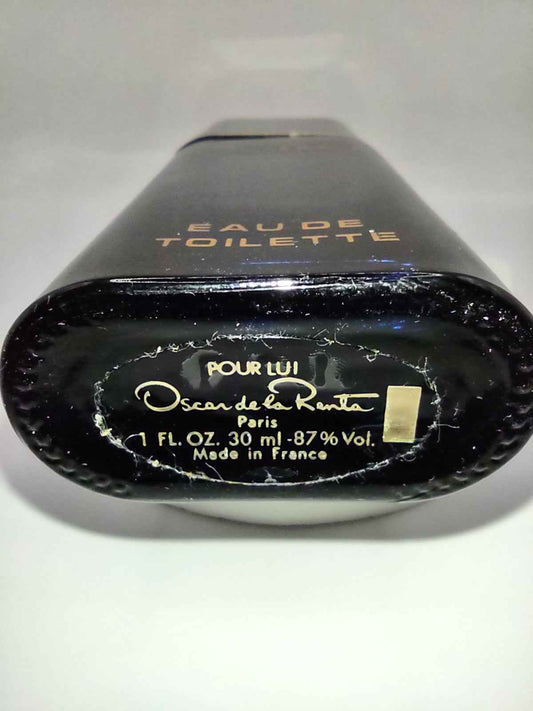 EAU DE
TOILETTE
POUR LUI
Oscar de la Renta
Paris
1 FL. OZ. 30 ml -87% Vol.
Made in France